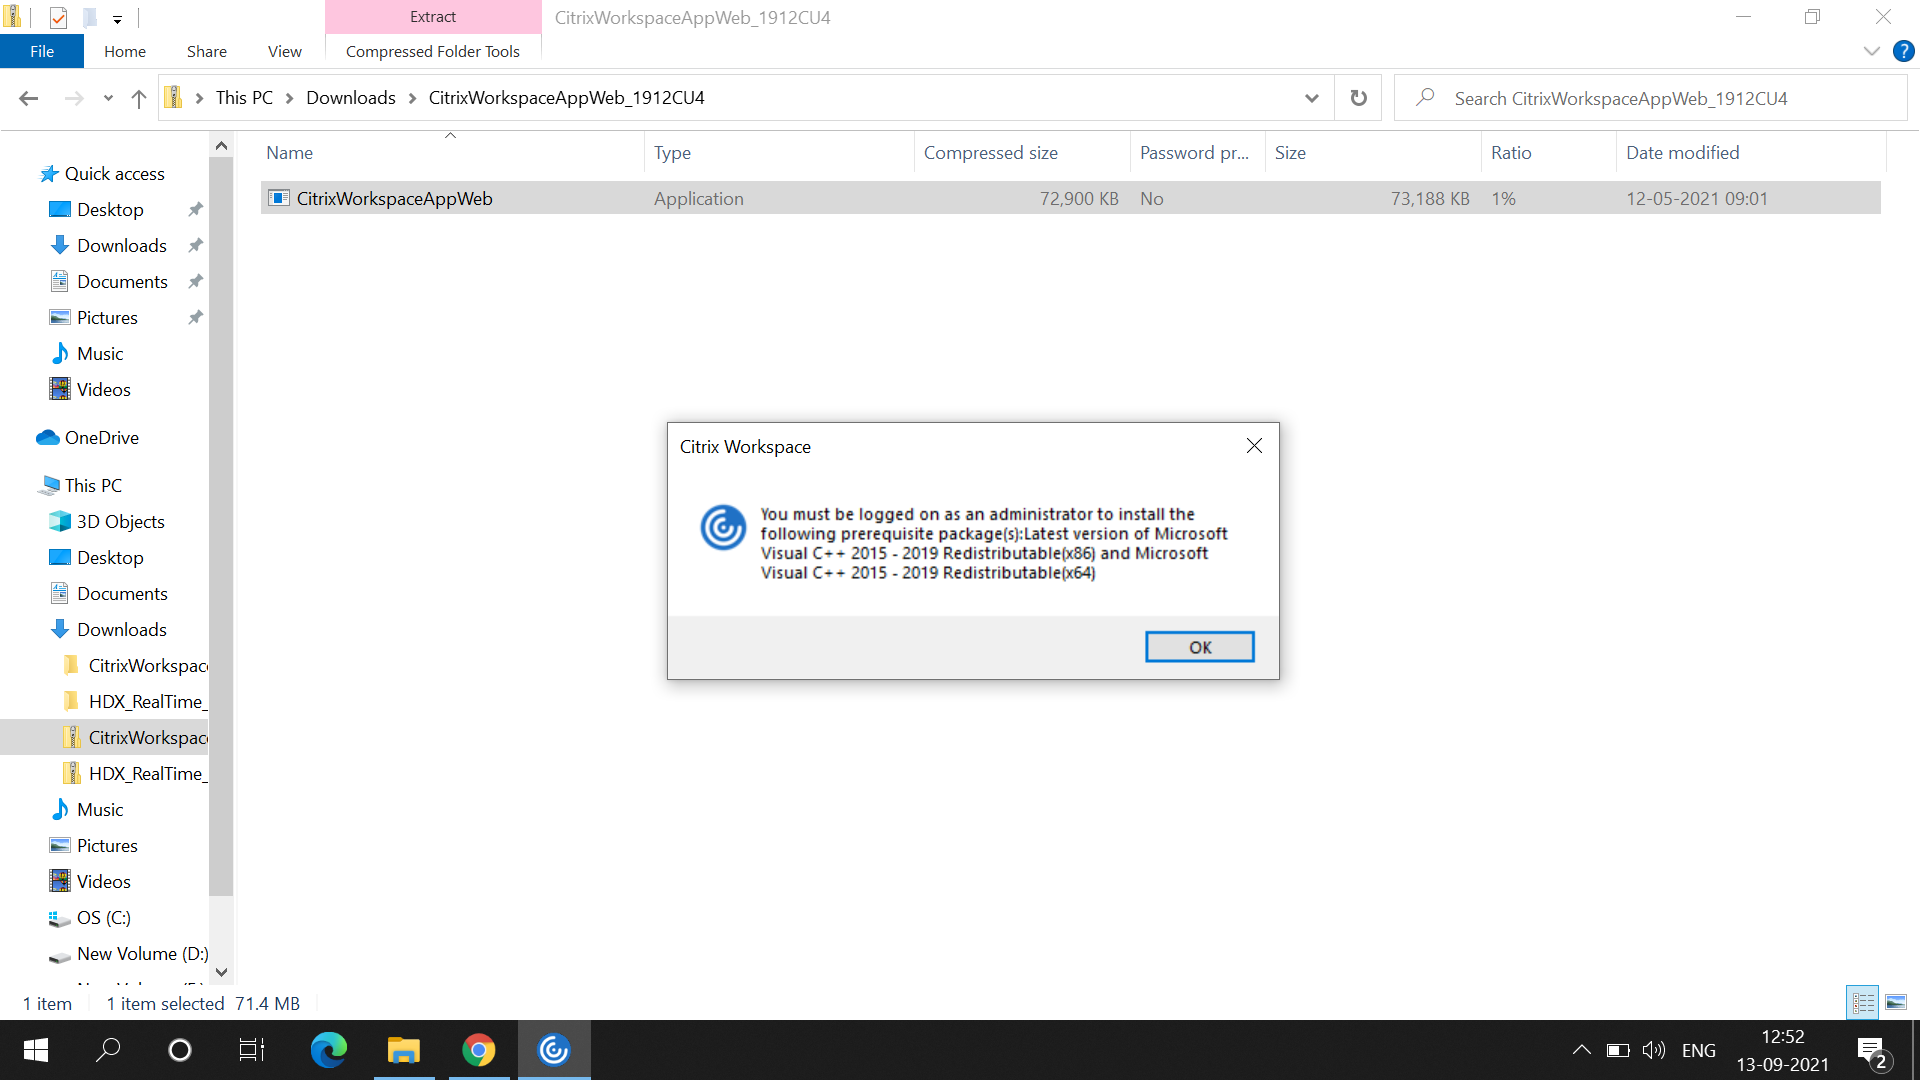 Extract
CitrixWorkspaceAppWeb_1912CU4
File Home Share View Compressed Folder Tools
?
This PC Downloads CitrixWorkspaceAppWeb_1912CU4
Search CitrixWorkspaceAppWeb_1912CU4
Name Type Compressed size Password pr... Size Ratio Date modified
CitrixWorkspaceAppWeb Application 72,900 KB No 73,188 KB 1% 12-05-2021 09:01
Quick access
Desktop
Downloads
Documents
Pictures
Music
Videos
OneDrive
This PC
3D Objects
Desktop
Documents
Downloads
CitrixWorkspac
HDX_RealTime_
CitrixWorkspac
HDX_RealTime_
Music
Pictures
Videos
OS (C:)
New Volume (D:)
Citrix Workspace
You must be logged on as an administrator to install the
following prerequisite package(s):Latest version of Microsoft
Visual C++ 2015 - 2019 Redistributable(x86) and Microsoft
Visual C++ 2015 - 2019 Redistributable(x64)
OK
1 item 1 item selected 71.4 MB
ENG
12:52
13-09-2021
2